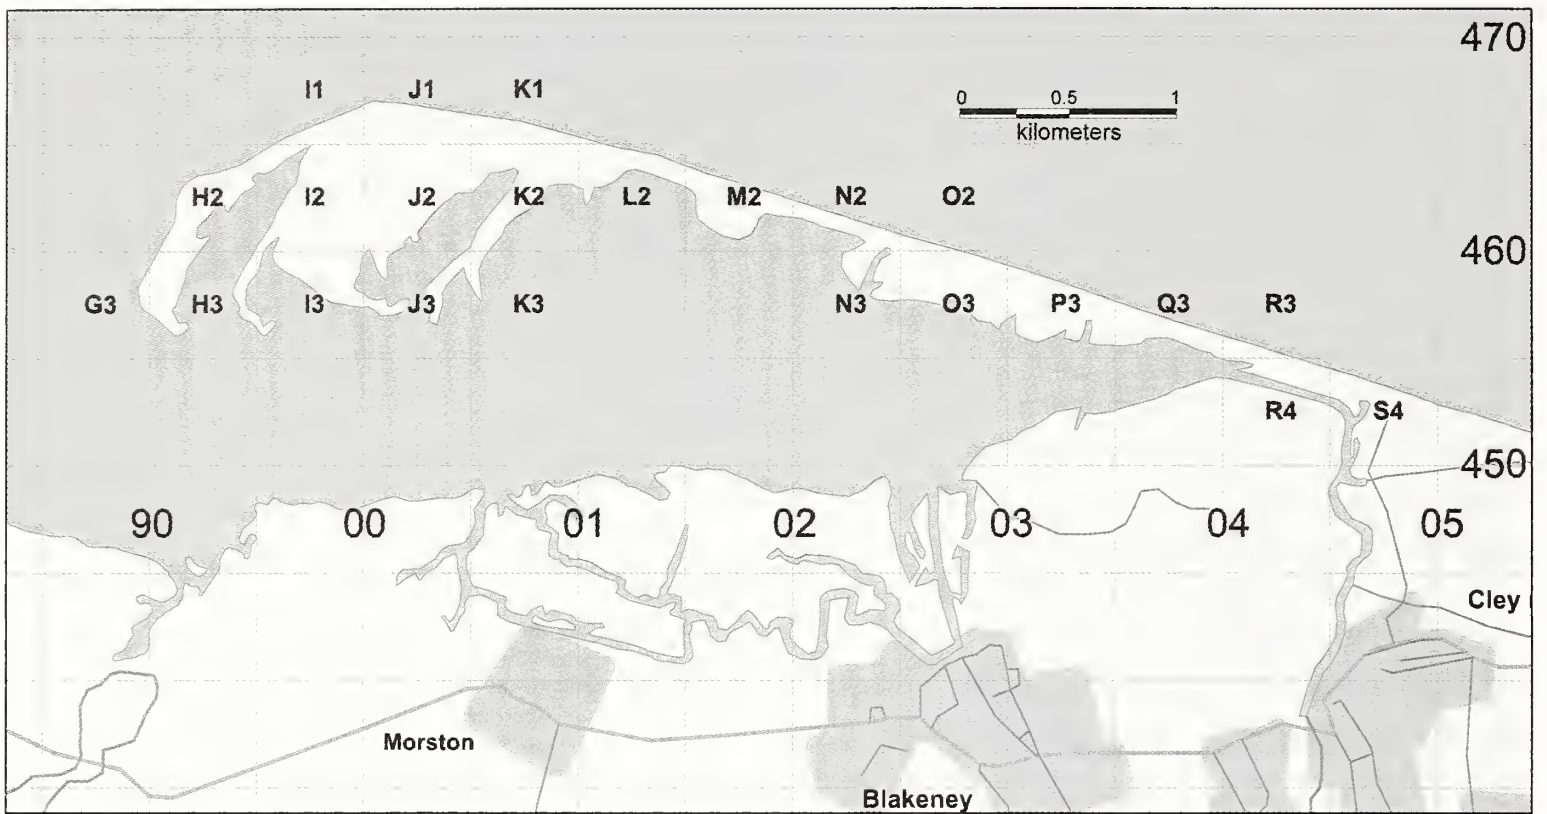 470
I1 J1 K1
0 0.5 1
kilometers
H2 I2 J2 K2 L2 M2 N2 O2
460
G3 H3 I3 J3 K3 N3 O3 P3 Q3 R3
R4 S4
450
90 00 01 02 03 04 05
Cley
Morston
Blakeney